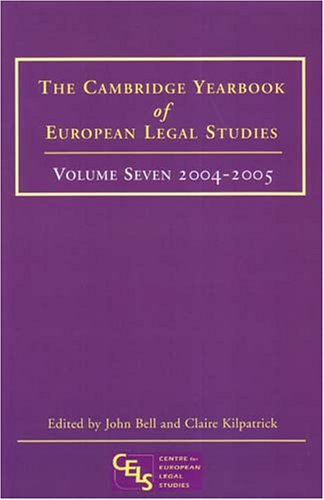 THE CAMBRIDGE YEARBOOK
of
EUROPEAN LEGAL STUDIES
VOLUME SEVEN 2004-2005
Edited by John Bell and Claire Kilpatrick
CELS
CENTRE for
EUROPEAN
LEGAL
STUDIES